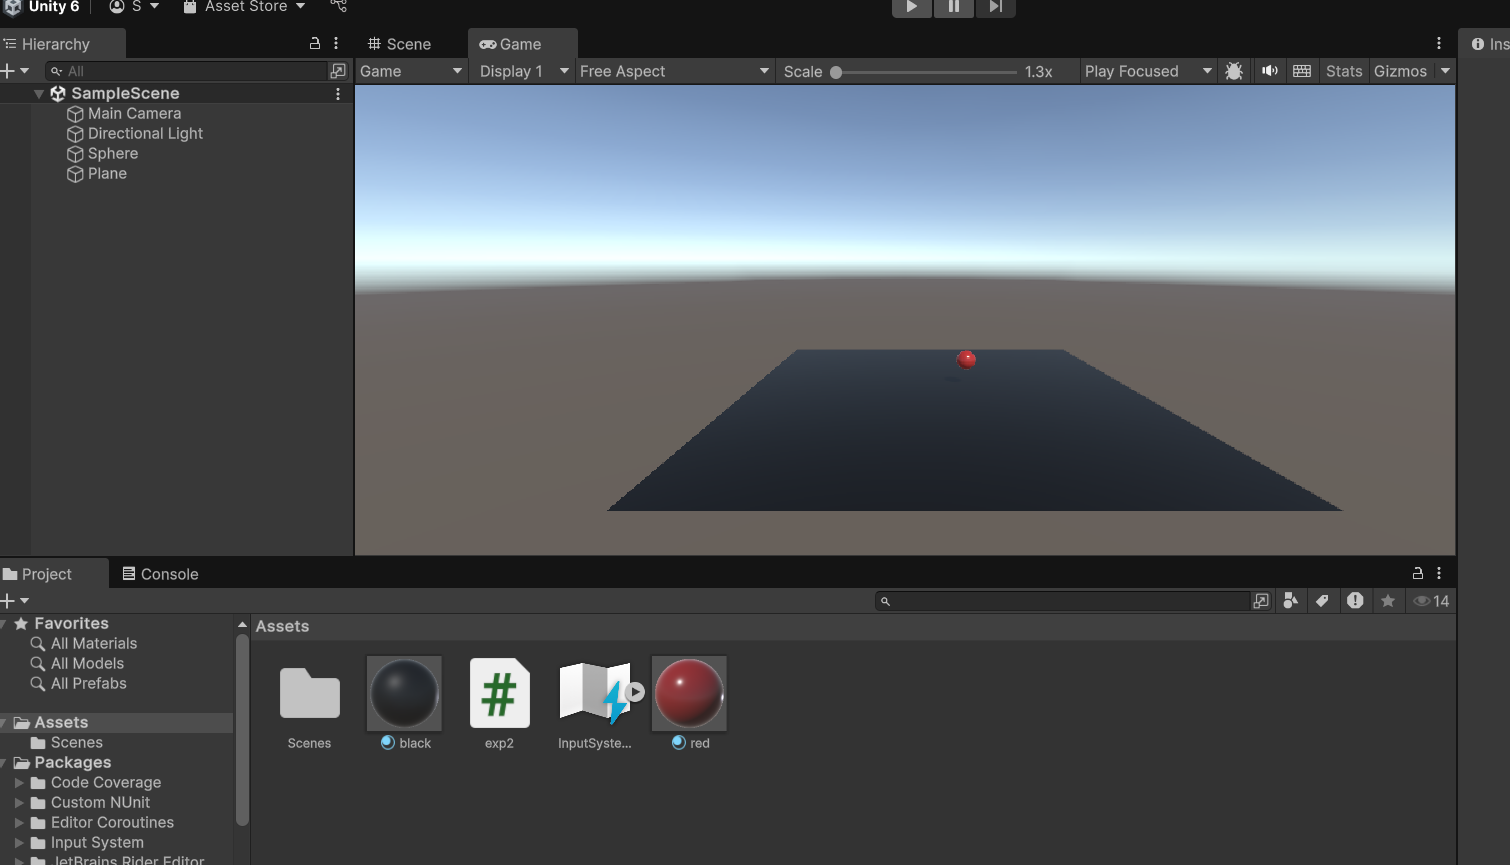 Unity 6 S Asset Store
Hierarchy
All
SampleScene
Main Camera
Directional Light
Sphere
Plane
Scene Game
Game Display 1 Free Aspect Scale 1.3x Play Focused Stats Gizmos
Ins
Project Console
14
Favorites
All Materials
All Models
All Prefabs
Assets
Scenes
Packages
Code Coverage
Custom NUnit
Editor Coroutines
Input System
JetBrains Rider Editor
Assets
Scenes black exp2 InputSyste... red